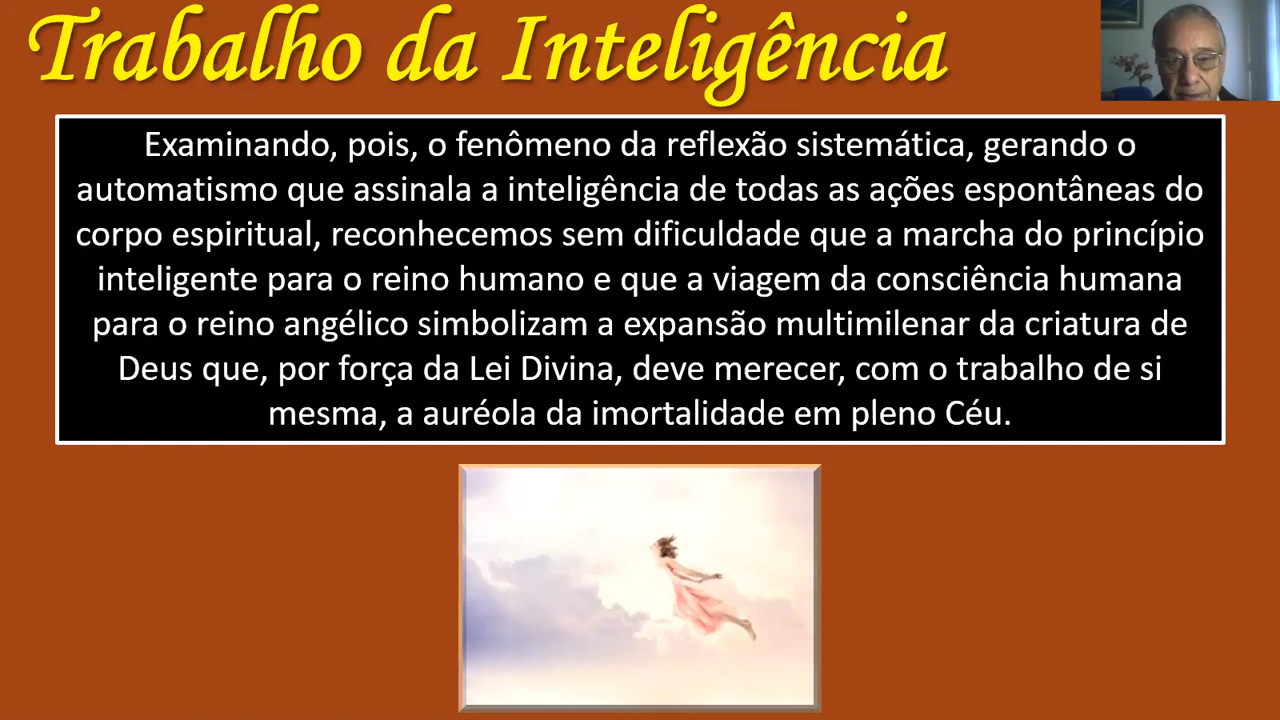 Trabalho da Inteligência
Examinando, pois, o fenômeno da reflexão sistemática, gerando o
automatismo que assinala a inteligência de todas as ações espontâneas do
corpo espiritual, reconhecemos sem dificuldade que a marcha do princípio
inteligente para o reino humano e que a viagem da consciência humana
para o reino angélico simbolizam a expansão multimilenar da criatura de
Deus que, por força da Lei Divina, deve merecer, com o trabalho de si
mesma, a auréola da imortalidade em pleno Céu.